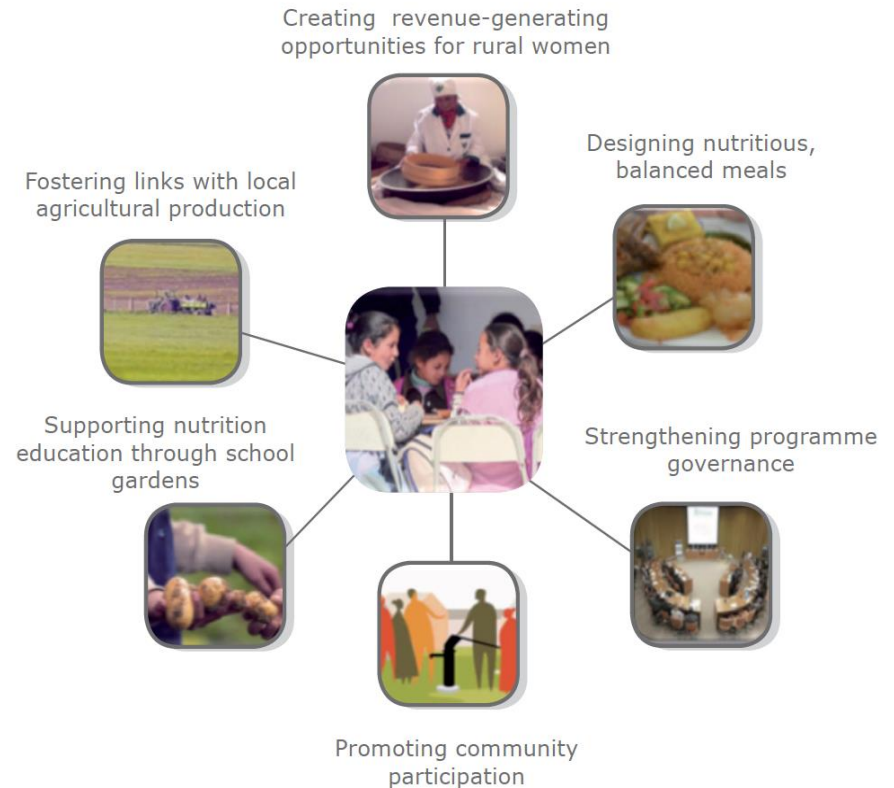 Creating revenue-generating
opportunities for rural women
Designing nutritious,
balanced meals
Fostering links with local
agricultural production
Supporting nutrition
education through school
gardens
Strengthening programme
governance
Promoting community
participation